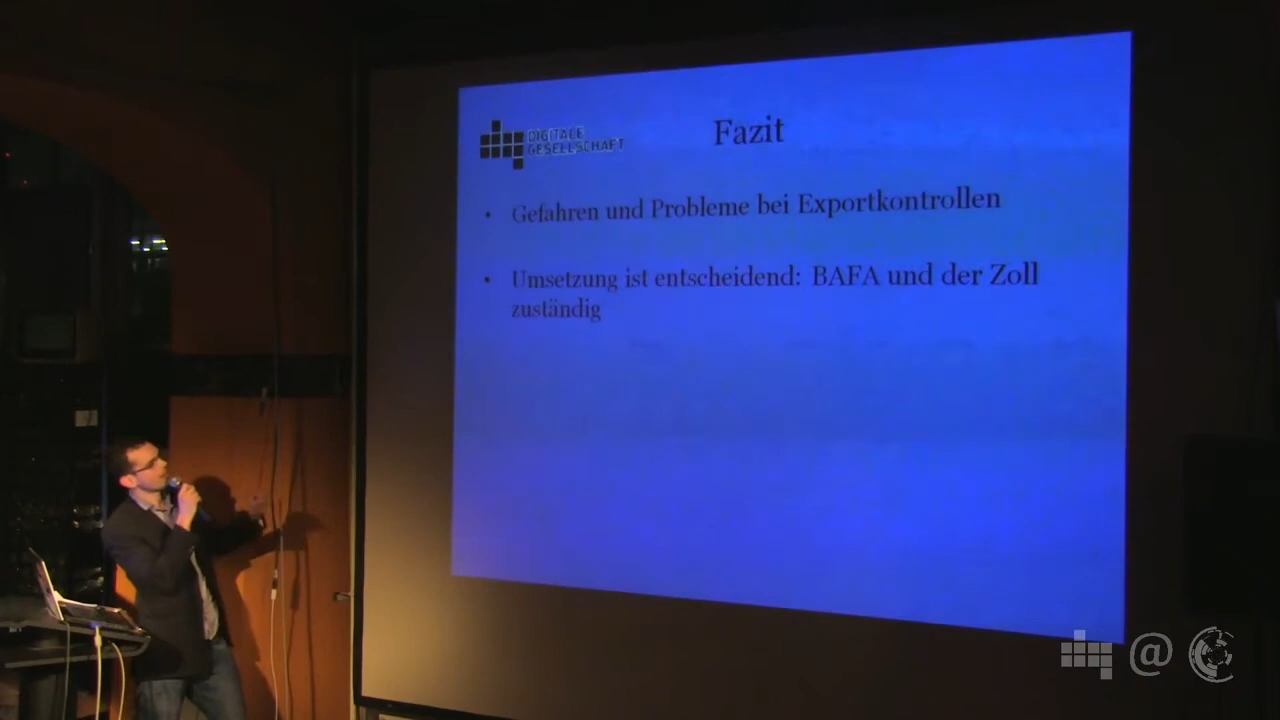 DIGITALE
GESELLSCHAFT
Fazit
• Gefahren und Probleme bei Exportkontrollen
• Umsetzung ist entscheidend: BAFA und der Zoll
zuständig
@